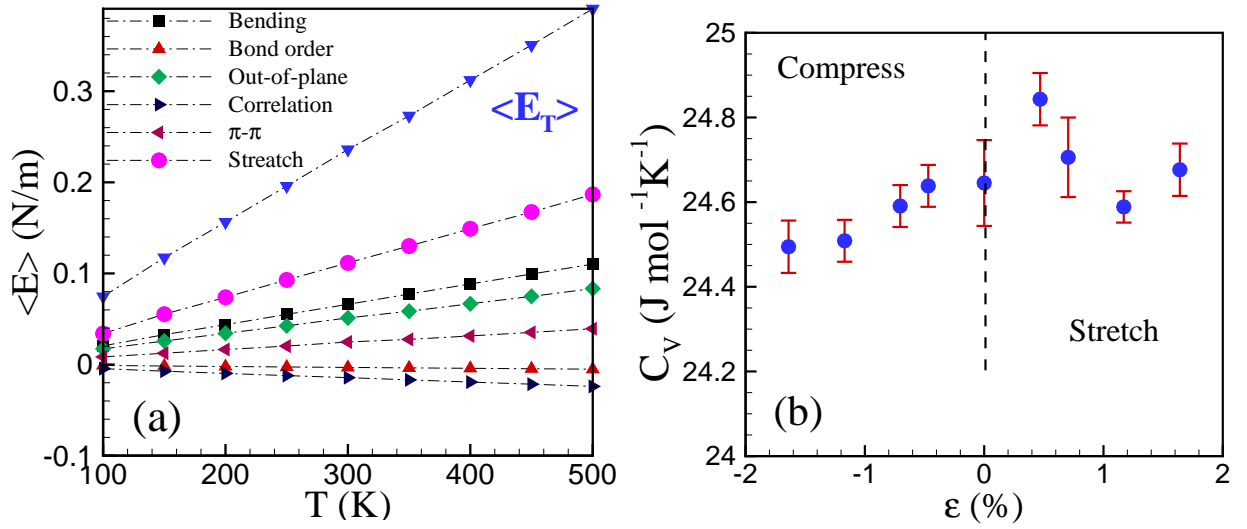 Bending
Bond order
Out-of-plane
Correlation
π-π
Streatch
<E_T>
<E> (N/m)
0.3
0.2
0.1
0
-0.1
(a)
100
200
300
400
500
T (K)
25
24.8
24.6
24.4
24.2
24
C_V (J mol ⁻¹K⁻¹)
Compress
Stretch
(b)
-2
-1
0
1
2
ε (%)